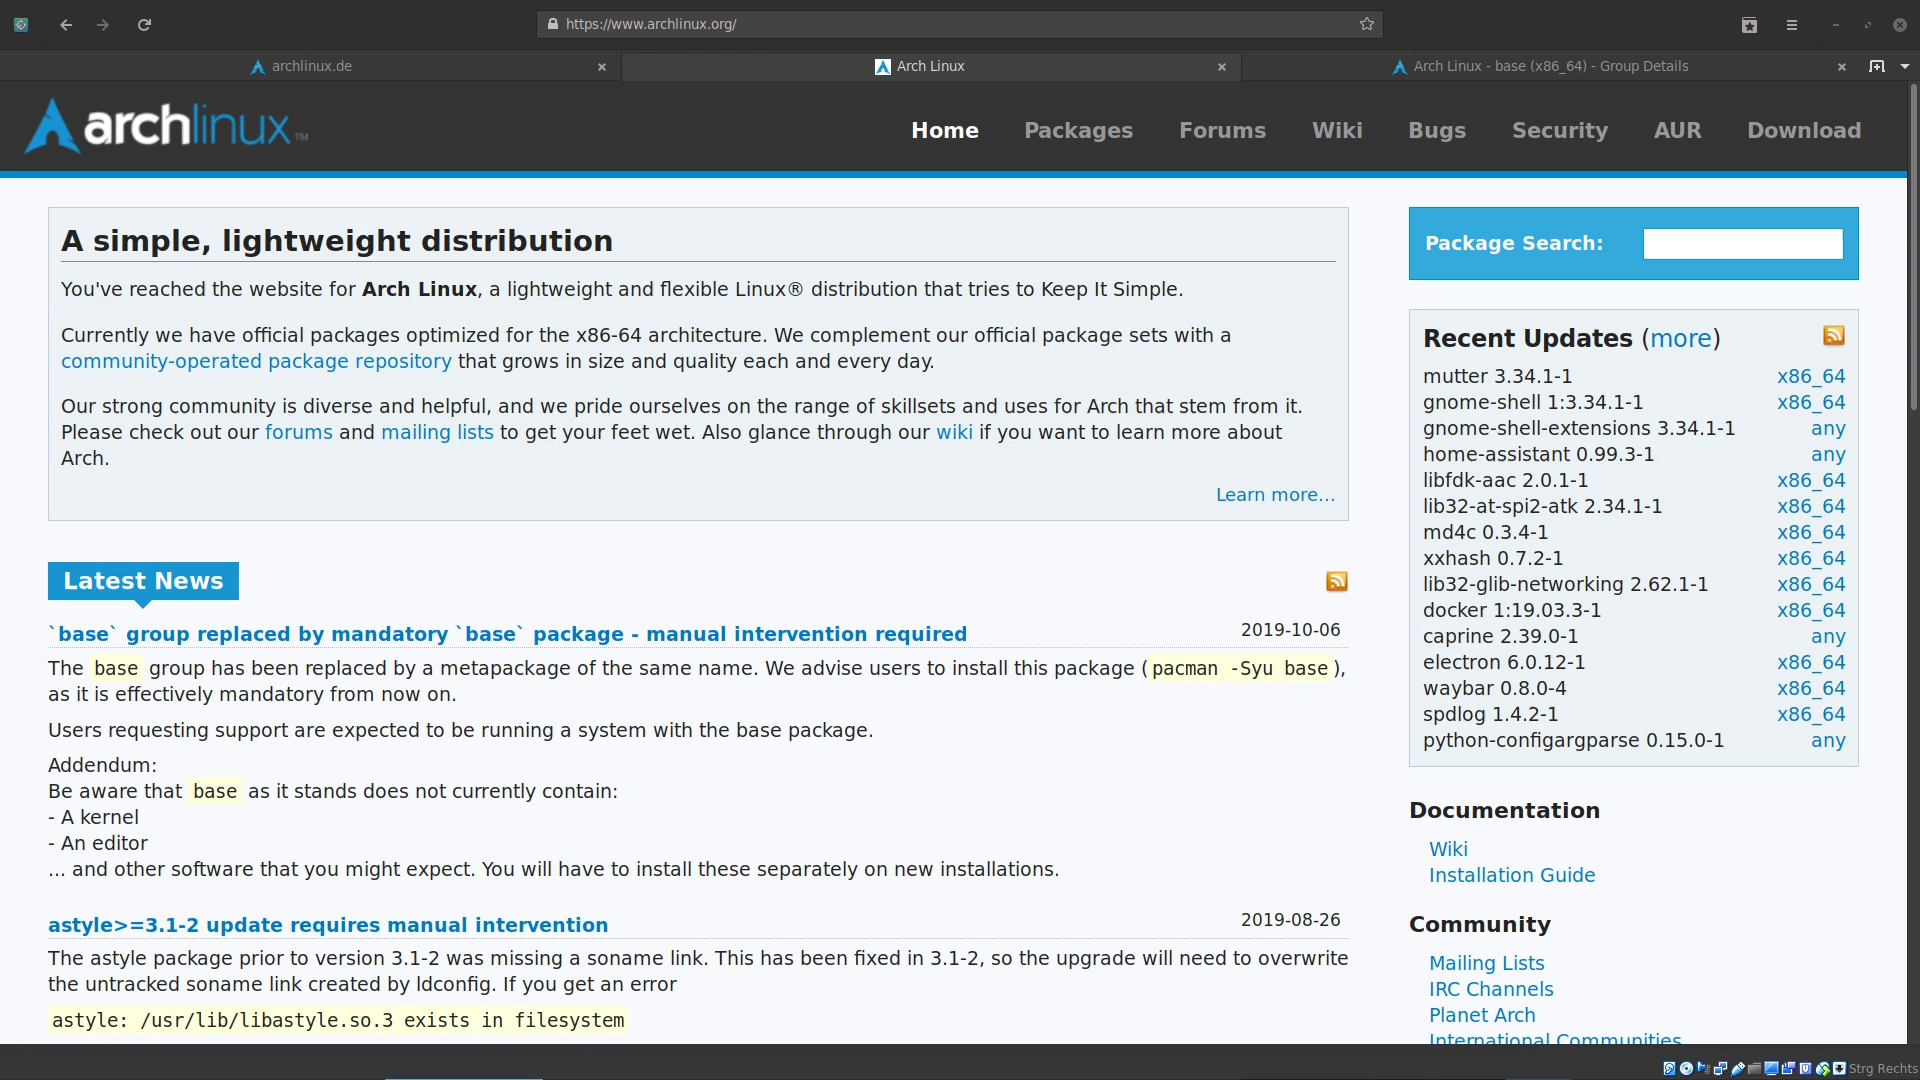 https://www.archlinux.org/
archlinux.de
Arch Linux
Arch Linux - base (x86_64) - Group Details
archlinux™
Home Packages Forums Wiki Bugs Security AUR Download
A simple, lightweight distribution
You've reached the website for Arch Linux, a lightweight and flexible Linux® distribution that tries to Keep It Simple.
Currently we have official packages optimized for the x86-64 architecture. We complement our official package sets with a
community-operated package repository that grows in size and quality each and every day.
Our strong community is diverse and helpful, and we pride ourselves on the range of skillsets and uses for Arch that stem from it.
Please check out our forums and mailing lists to get your feet wet. Also glance through our wiki if you want to learn more about
Arch.
Learn more...
Latest News
`base` group replaced by mandatory `base` package - manual intervention required 2019-10-06
The base group has been replaced by a metapackage of the same name. We advise users to install this package (pacman -Syu base),
as it is effectively mandatory from now on.
Users requesting support are expected to be running a system with the base package.
Addendum:
Be aware that base as it stands does not currently contain:
- A kernel
- An editor
... and other software that you might expect. You will have to install these separately on new installations.
astyle>=3.1-2 update requires manual intervention 2019-08-26
The astyle package prior to version 3.1-2 was missing a soname link. This has been fixed in 3.1-2, so the upgrade will need to overwrite
the untracked soname link created by ldconfig. If you get an error
astyle: /usr/lib/libastyle.so.3 exists in filesystem
Package Search:
Recent Updates (more)
mutter 3.34.1-1 x86_64
gnome-shell 1:3.34.1-1 x86_64
gnome-shell-extensions 3.34.1-1 any
home-assistant 0.99.3-1 any
libfdk-aac 2.0.1-1 x86_64
lib32-at-spi2-atk 2.34.1-1 x86_64
md4c 0.3.4-1 x86_64
xxhash 0.7.2-1 x86_64
lib32-glib-networking 2.62.1-1 x86_64
docker 1:19.03.3-1 x86_64
caprine 2.39.0-1 any
electron 6.0.12-1 x86_64
waybar 0.8.0-4 x86_64
spdlog 1.4.2-1 x86_64
python-configargparse 0.15.0-1 any
Documentation
Wiki
Installation Guide
Community
Mailing Lists
IRC Channels
Planet Arch
International Communities
Strg Rechts